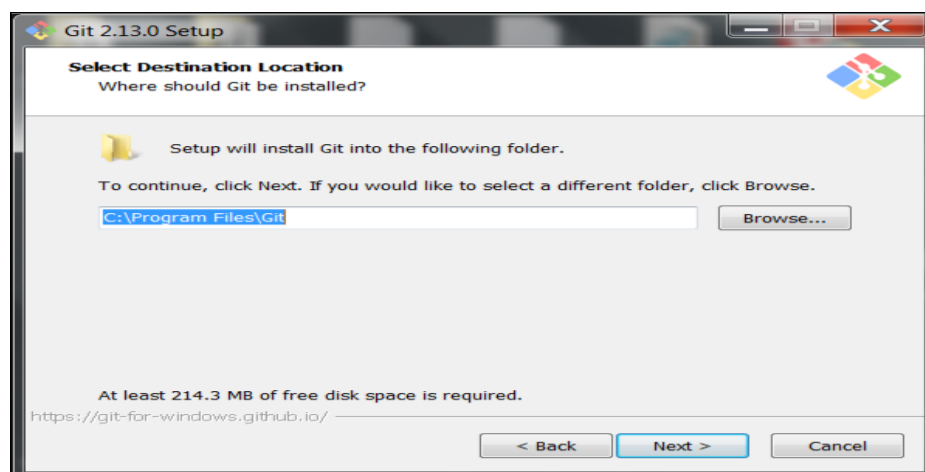 Git 2.13.0 Setup
Select Destination Location
Where should Git be installed?
Setup will install Git into the following folder.
To continue, click Next. If you would like to select a different folder, click Browse.
C:\Program Files\Git
Browse...
At least 214.3 MB of free disk space is required.
https://git-for-windows.github.io/
< Back
Next >
Cancel